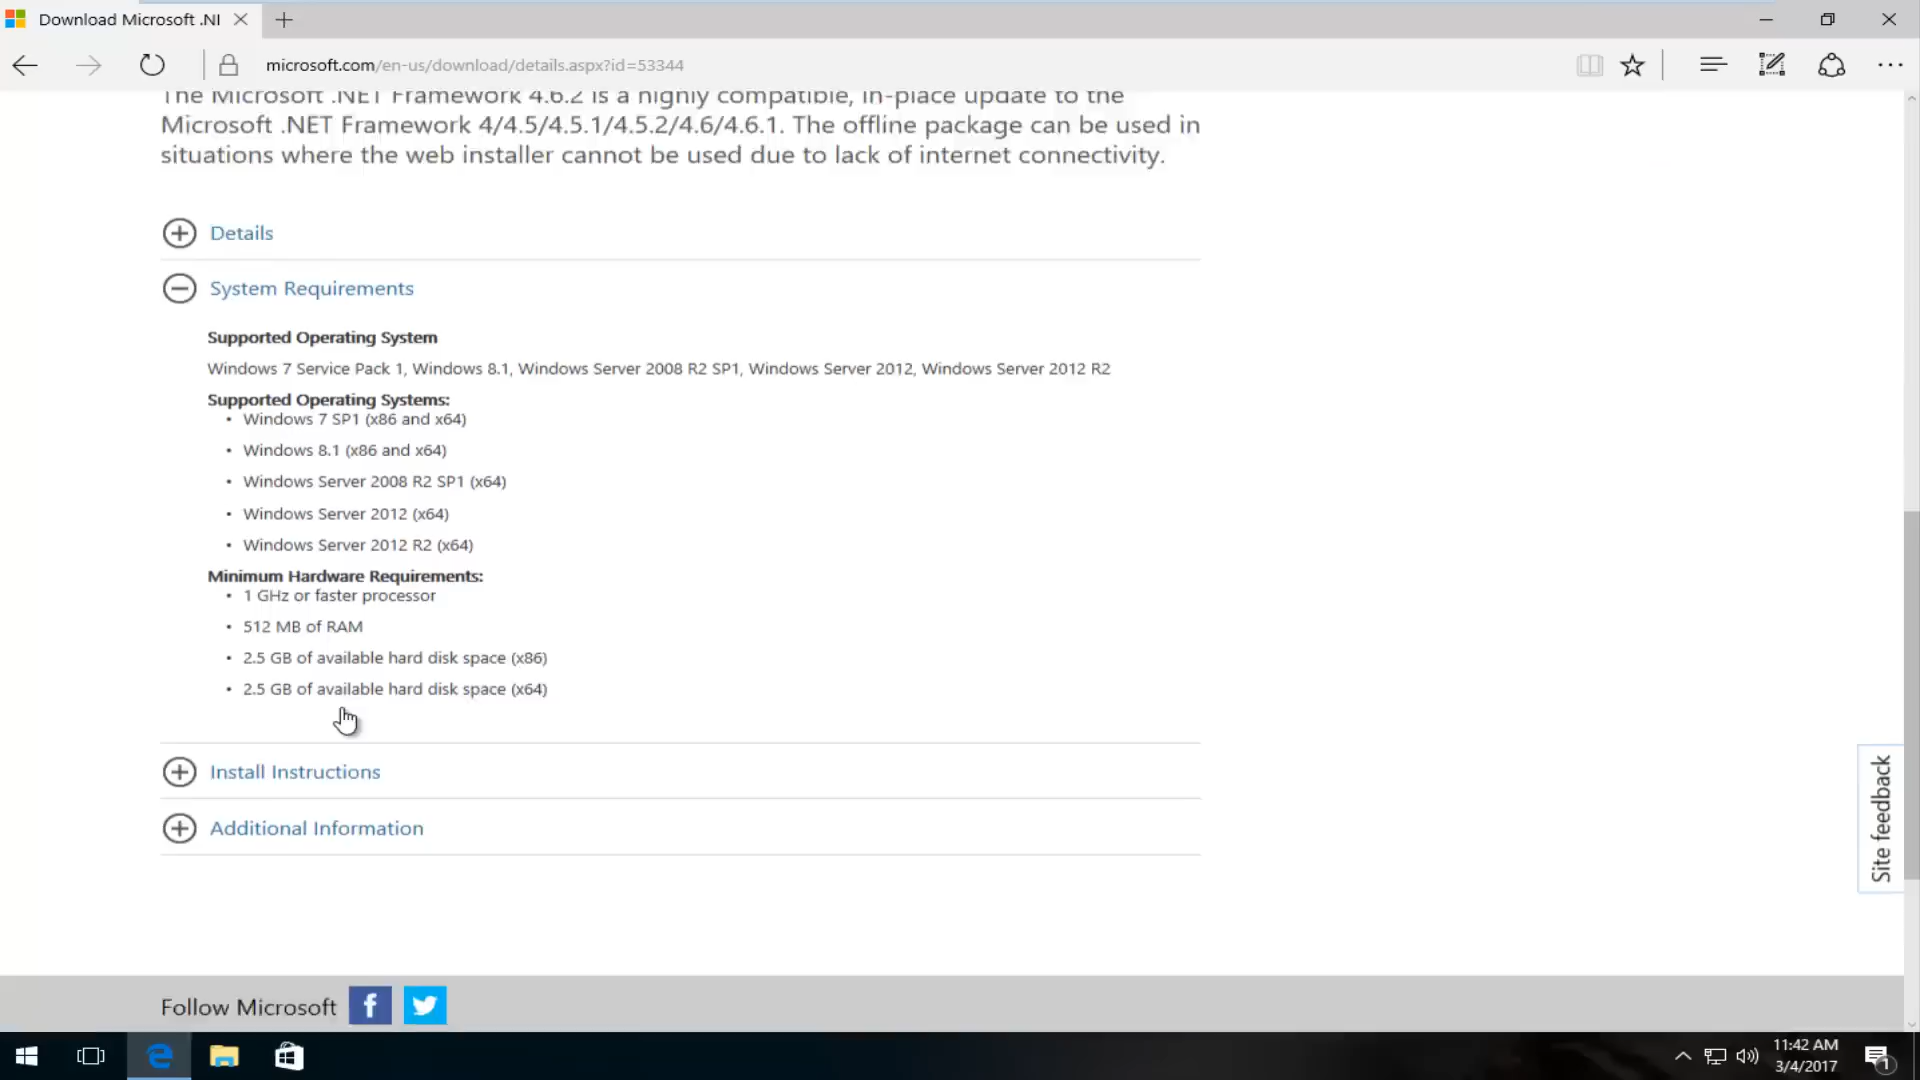 Download Microsoft .NI
microsoft.com/en-us/download/details.aspx?id=53344
The Microsoft .NET Framework 4.6.2 is a highly compatible, in-place update to the
Microsoft .NET Framework 4/4.5/4.5.1/4.5.2/4.6/4.6.1. The offline package can be used in
situations where the web installer cannot be used due to lack of internet connectivity.
Details
System Requirements
Supported Operating System
Windows 7 Service Pack 1, Windows 8.1, Windows Server 2008 R2 SP1, Windows Server 2012, Windows Server 2012 R2
Supported Operating Systems:
• Windows 7 SP1 (x86 and x64)
• Windows 8.1 (x86 and x64)
• Windows Server 2008 R2 SP1 (x64)
• Windows Server 2012 (x64)
• Windows Server 2012 R2 (x64)
Minimum Hardware Requirements:
• 1 GHz or faster processor
• 512 MB of RAM
• 2.5 GB of available hard disk space (x86)
• 2.5 GB of available hard disk space (x64)
Install Instructions
Additional Information
Site feedback
Follow Microsoft
11:42 AM
3/4/2017
1